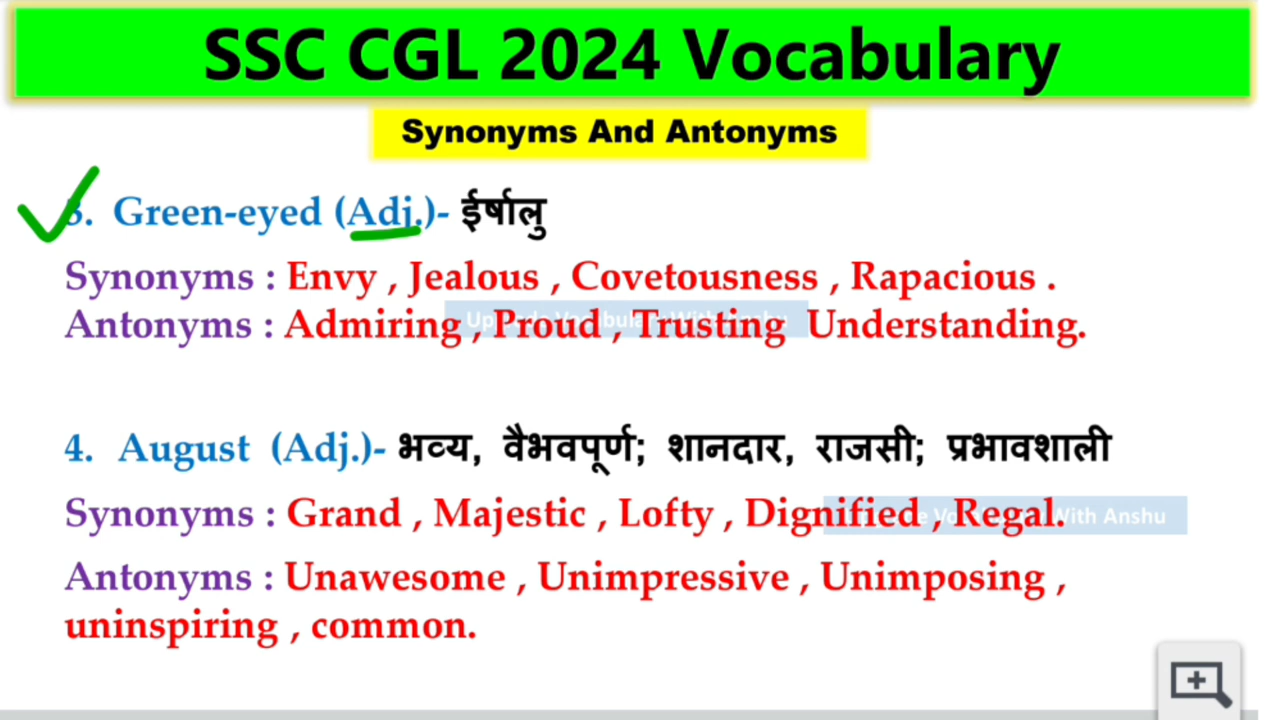 SSC CGL 2024 Vocabulary
Synonyms And Antonyms
3. Green-eyed (Adj.)- ईर्षालु
Synonyms : Envy , Jealous , Covetousness , Rapacious .
Antonyms : Admiring , Proud , Trusting Understanding.
4. August (Adj.)- भव्य, वैभवपूर्ण; शानदार, राजसी; प्रभावशाली
Synonyms : Grand , Majestic , Lofty , Dignified , Regal.
With Anshu
Antonyms : Unawesome , Unimpressive , Unimposing ,
uninspiring , common.